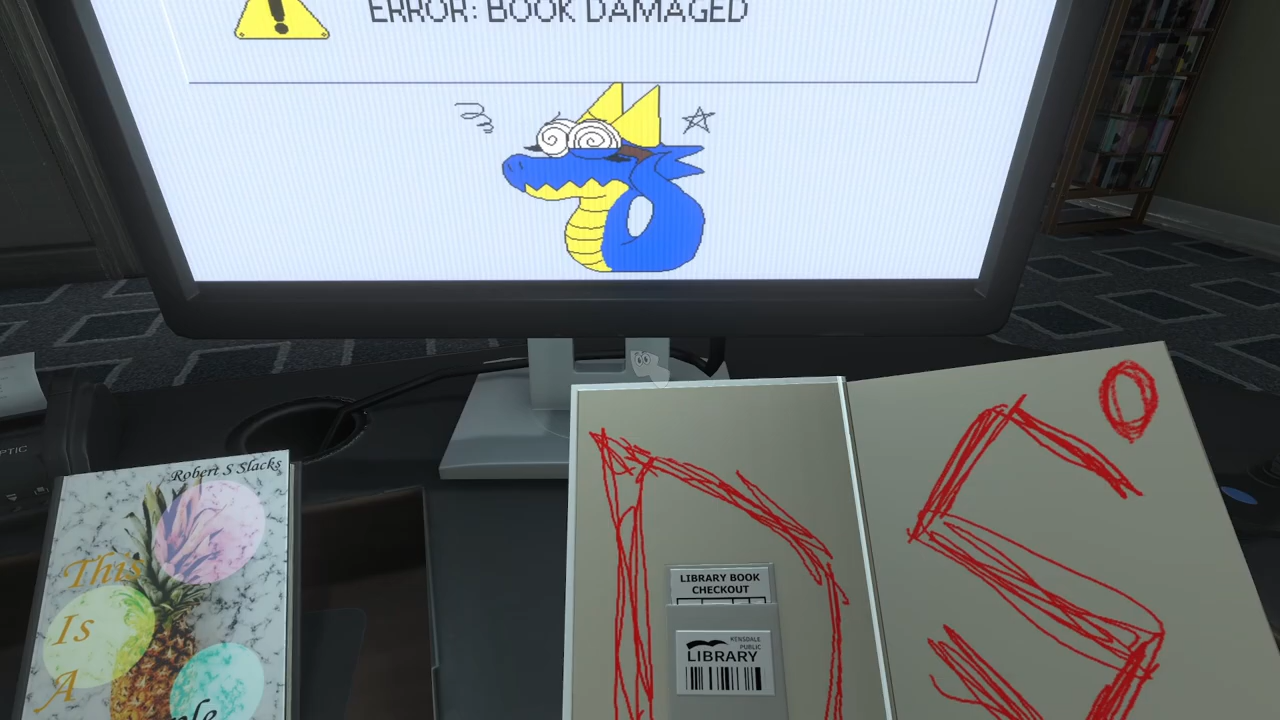 ERROR: BOOK DAMAGED
Robert S Slacks
This
Is
A
LIBRARY BOOK
CHECKOUT
KENSDALE
PUBLIC
LIBRARY
D
S